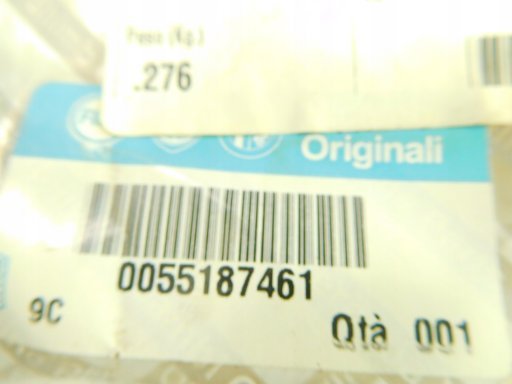 Peso (Kg.)
.276
Originali
0055187461
9C
Qtà 001